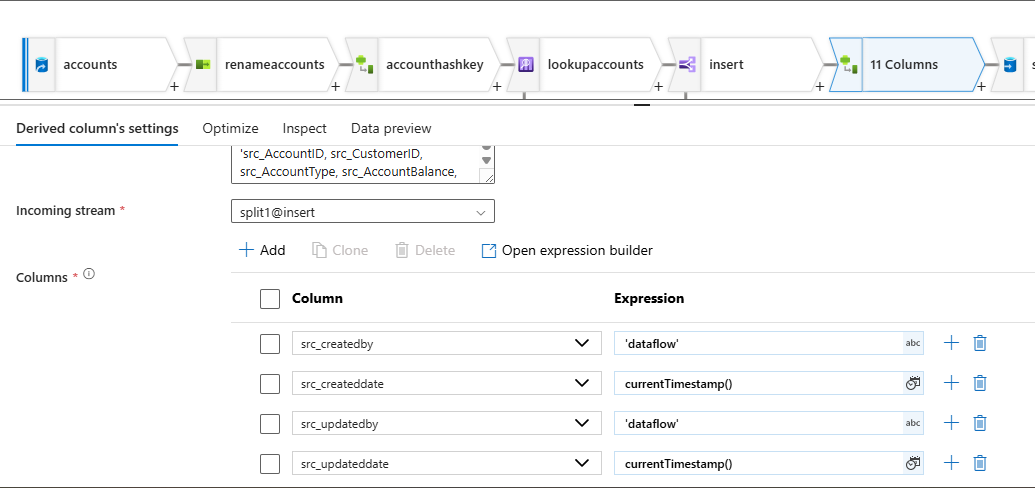 accounts
renameaccounts
accounthashkey
lookupaccounts
insert
11 Columns
+
+
+
+
+
+
Derived column's settings
Optimize
Inspect
Data preview
'src_AccountID, src_CustomerID,
src_AccountType, src_AccountBalance,
Incoming stream *
split1@insert
+ Add
Clone
Delete
Open expression builder
Columns *
Column
Expression
src_createdby
'dataflow'
abc
src_createddate
currentTimestamp()
src_updatedby
'dataflow'
abc
src_updateddate
currentTimestamp()